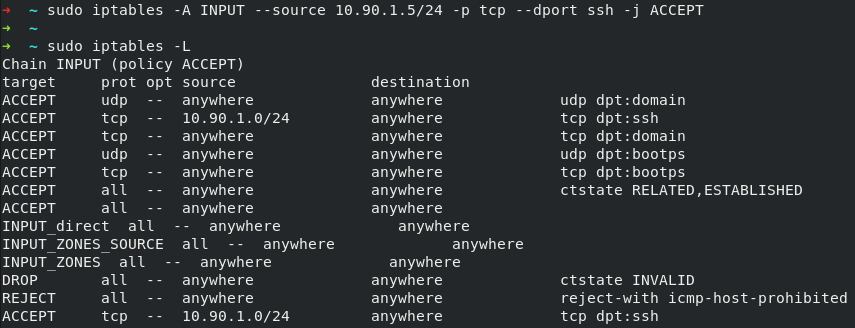 ➜  ~ sudo iptables -A INPUT --source 10.90.1.5/24 -p tcp --dport ssh -j ACCEPT
➜  ~
➜  ~ sudo iptables -L
Chain INPUT (policy ACCEPT)
target     prot opt source               destination
ACCEPT     udp  --  anywhere             anywhere             udp dpt:domain
ACCEPT     tcp  --  10.90.1.0/24         anywhere             tcp dpt:ssh
ACCEPT     tcp  --  anywhere             anywhere             tcp dpt:domain
ACCEPT     udp  --  anywhere             anywhere             udp dpt:bootps
ACCEPT     tcp  --  anywhere             anywhere             tcp dpt:bootps
ACCEPT     all  --  anywhere             anywhere             ctstate RELATED,ESTABLISHED
ACCEPT     all  --  anywhere             anywhere
INPUT_direct  all  --  anywhere             anywhere
INPUT_ZONES_SOURCE  all  --  anywhere             anywhere
INPUT_ZONES  all  --  anywhere             anywhere
DROP       all  --  anywhere             anywhere             ctstate INVALID
REJECT     all  --  anywhere             anywhere             reject-with icmp-host-prohibited
ACCEPT     tcp  --  10.90.1.0/24         anywhere             tcp dpt:ssh